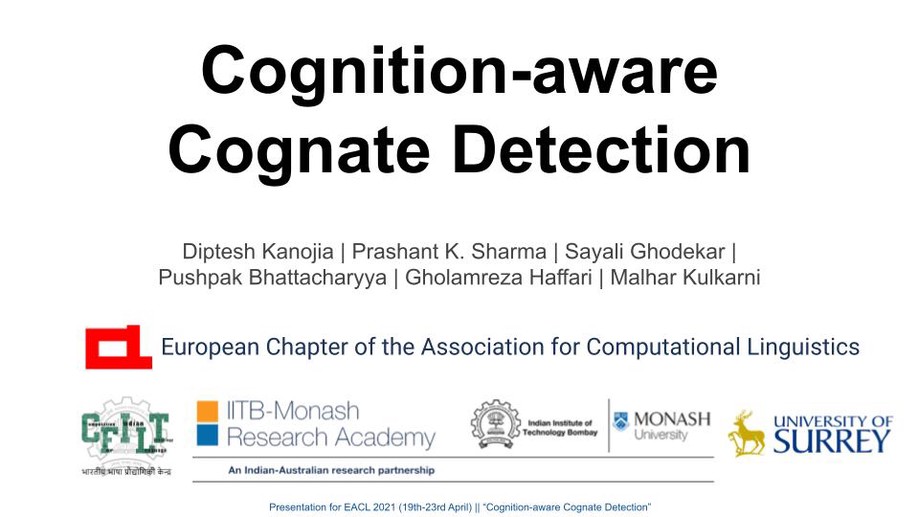 Cognition-aware
Cognate Detection
Diptesh Kanojia | Prashant K. Sharma | Sayali Ghodekar |
Pushpak Bhattacharyya | Gholamreza Haffari | Malhar Kulkarni
European Chapter of the Association for Computational Linguistics
CFILT
भारतीय भाषा प्रौद्योगिकी केन्द्र
IITB-Monash
Research Academy
An Indian-Australian research partnership
Indian Institute of
Technology Bombay
MONASH
University
UNIVERSITY OF
SURREY
Presentation for EACL 2021 (19th-23rd April) || “Cognition-aware Cognate Detection”